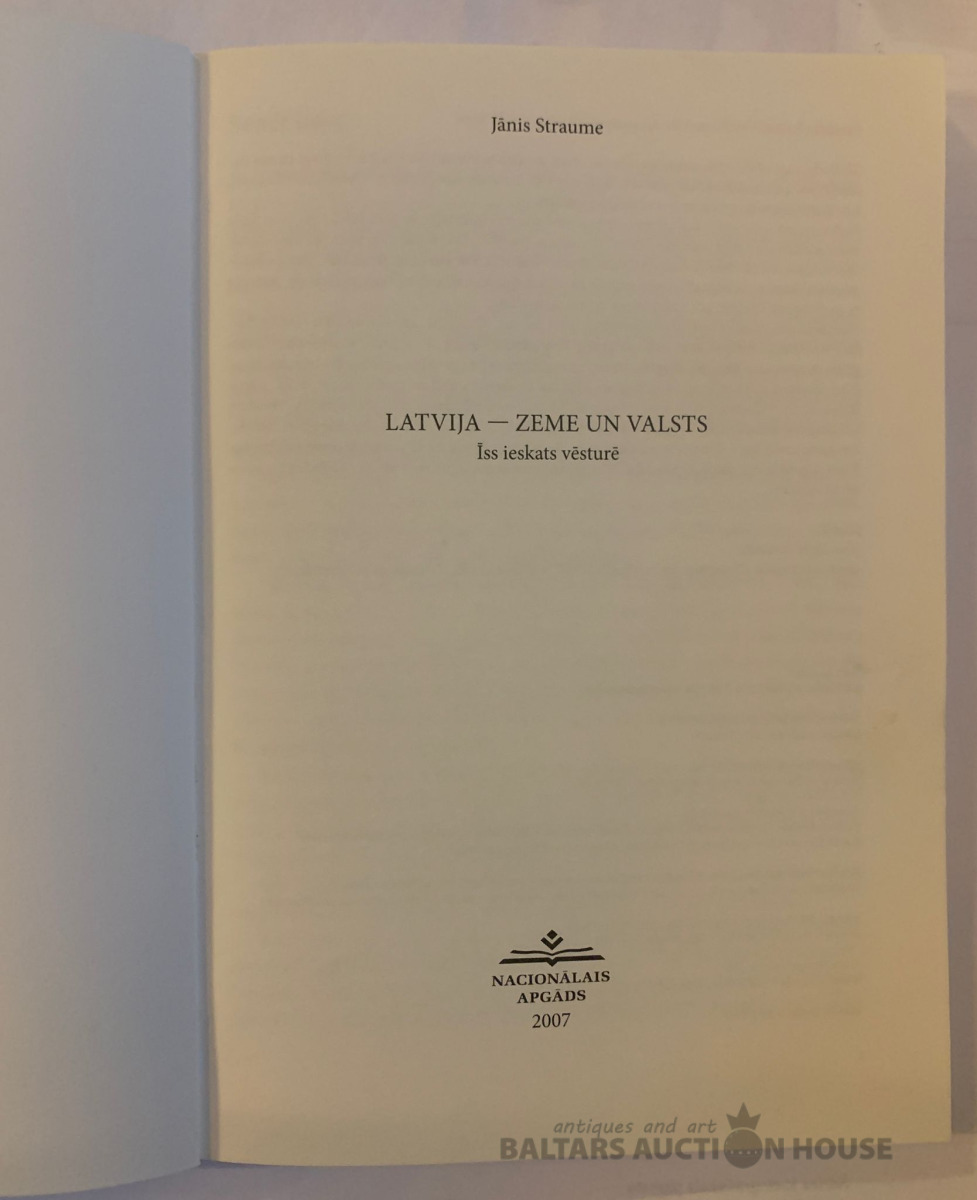 Jānis Straume
LATVIJA — ZEME UN VALSTS
Īss ieskats vēsturē
NACIONĀLAIS
APGĀDS
2007
antiques and art
BALTARS AUCTION HOUSE